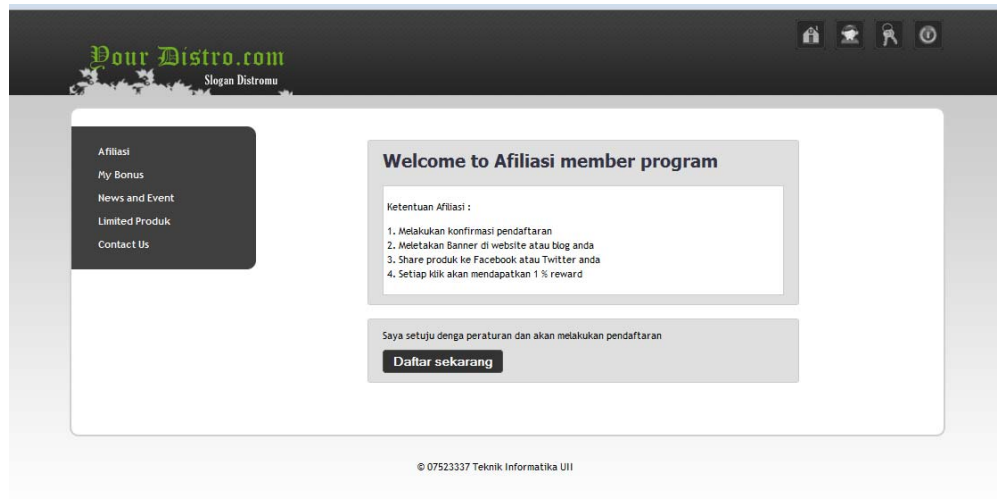 Your Distro.com
Slogan Distromu
Afiliasi
My Bonus
News and Event
Limited Produk
Contact Us
Welcome to Afiliasi member program
Ketentuan Afiliasi :
1. Melakukan konfirmasi pendaftaran
2. Meletakan Banner di website atau blog anda
3. Share produk ke Facebook atau Twitter anda
4. Setiap klik akan mendapatkan 1 % reward
Saya setuju denga peraturan dan akan melakukan pendaftaran
Daftar sekarang
© 07523337 Teknik Informatika UII